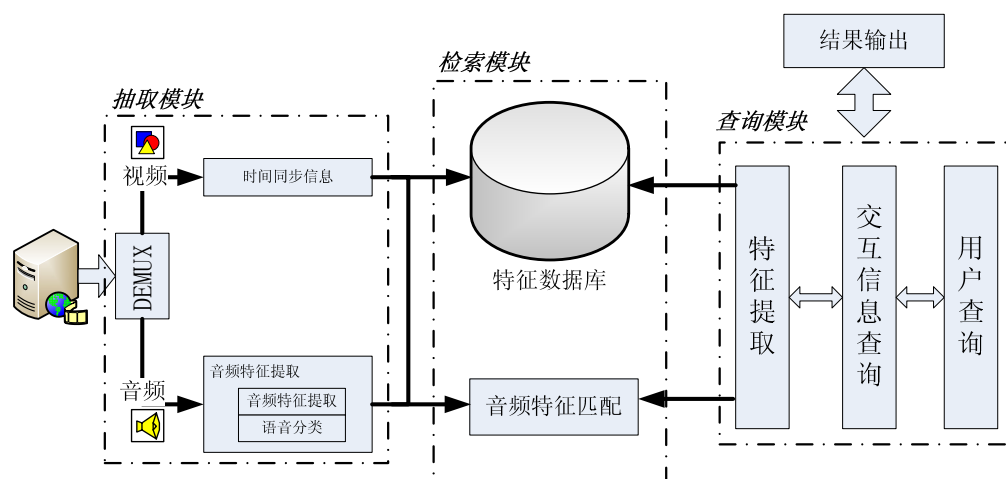 结果输出
检索模块
抽取模块
查询模块
视频
时间同步信息
DEMUX
特征数据库
特征提取
交互信息查询
用户查询
音频
音频特征提取
音频特征提取
语音分类
音频特征匹配